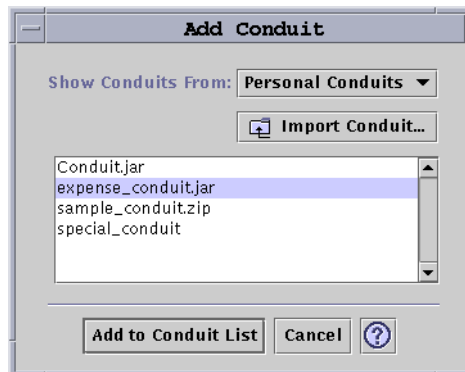 Add Conduit
Show Conduits From: Personal Conduits
Import Conduit...
Conduit.jar
expense_conduit.jar
sample_conduit.zip
special_conduit
Add to Conduit List Cancel ?